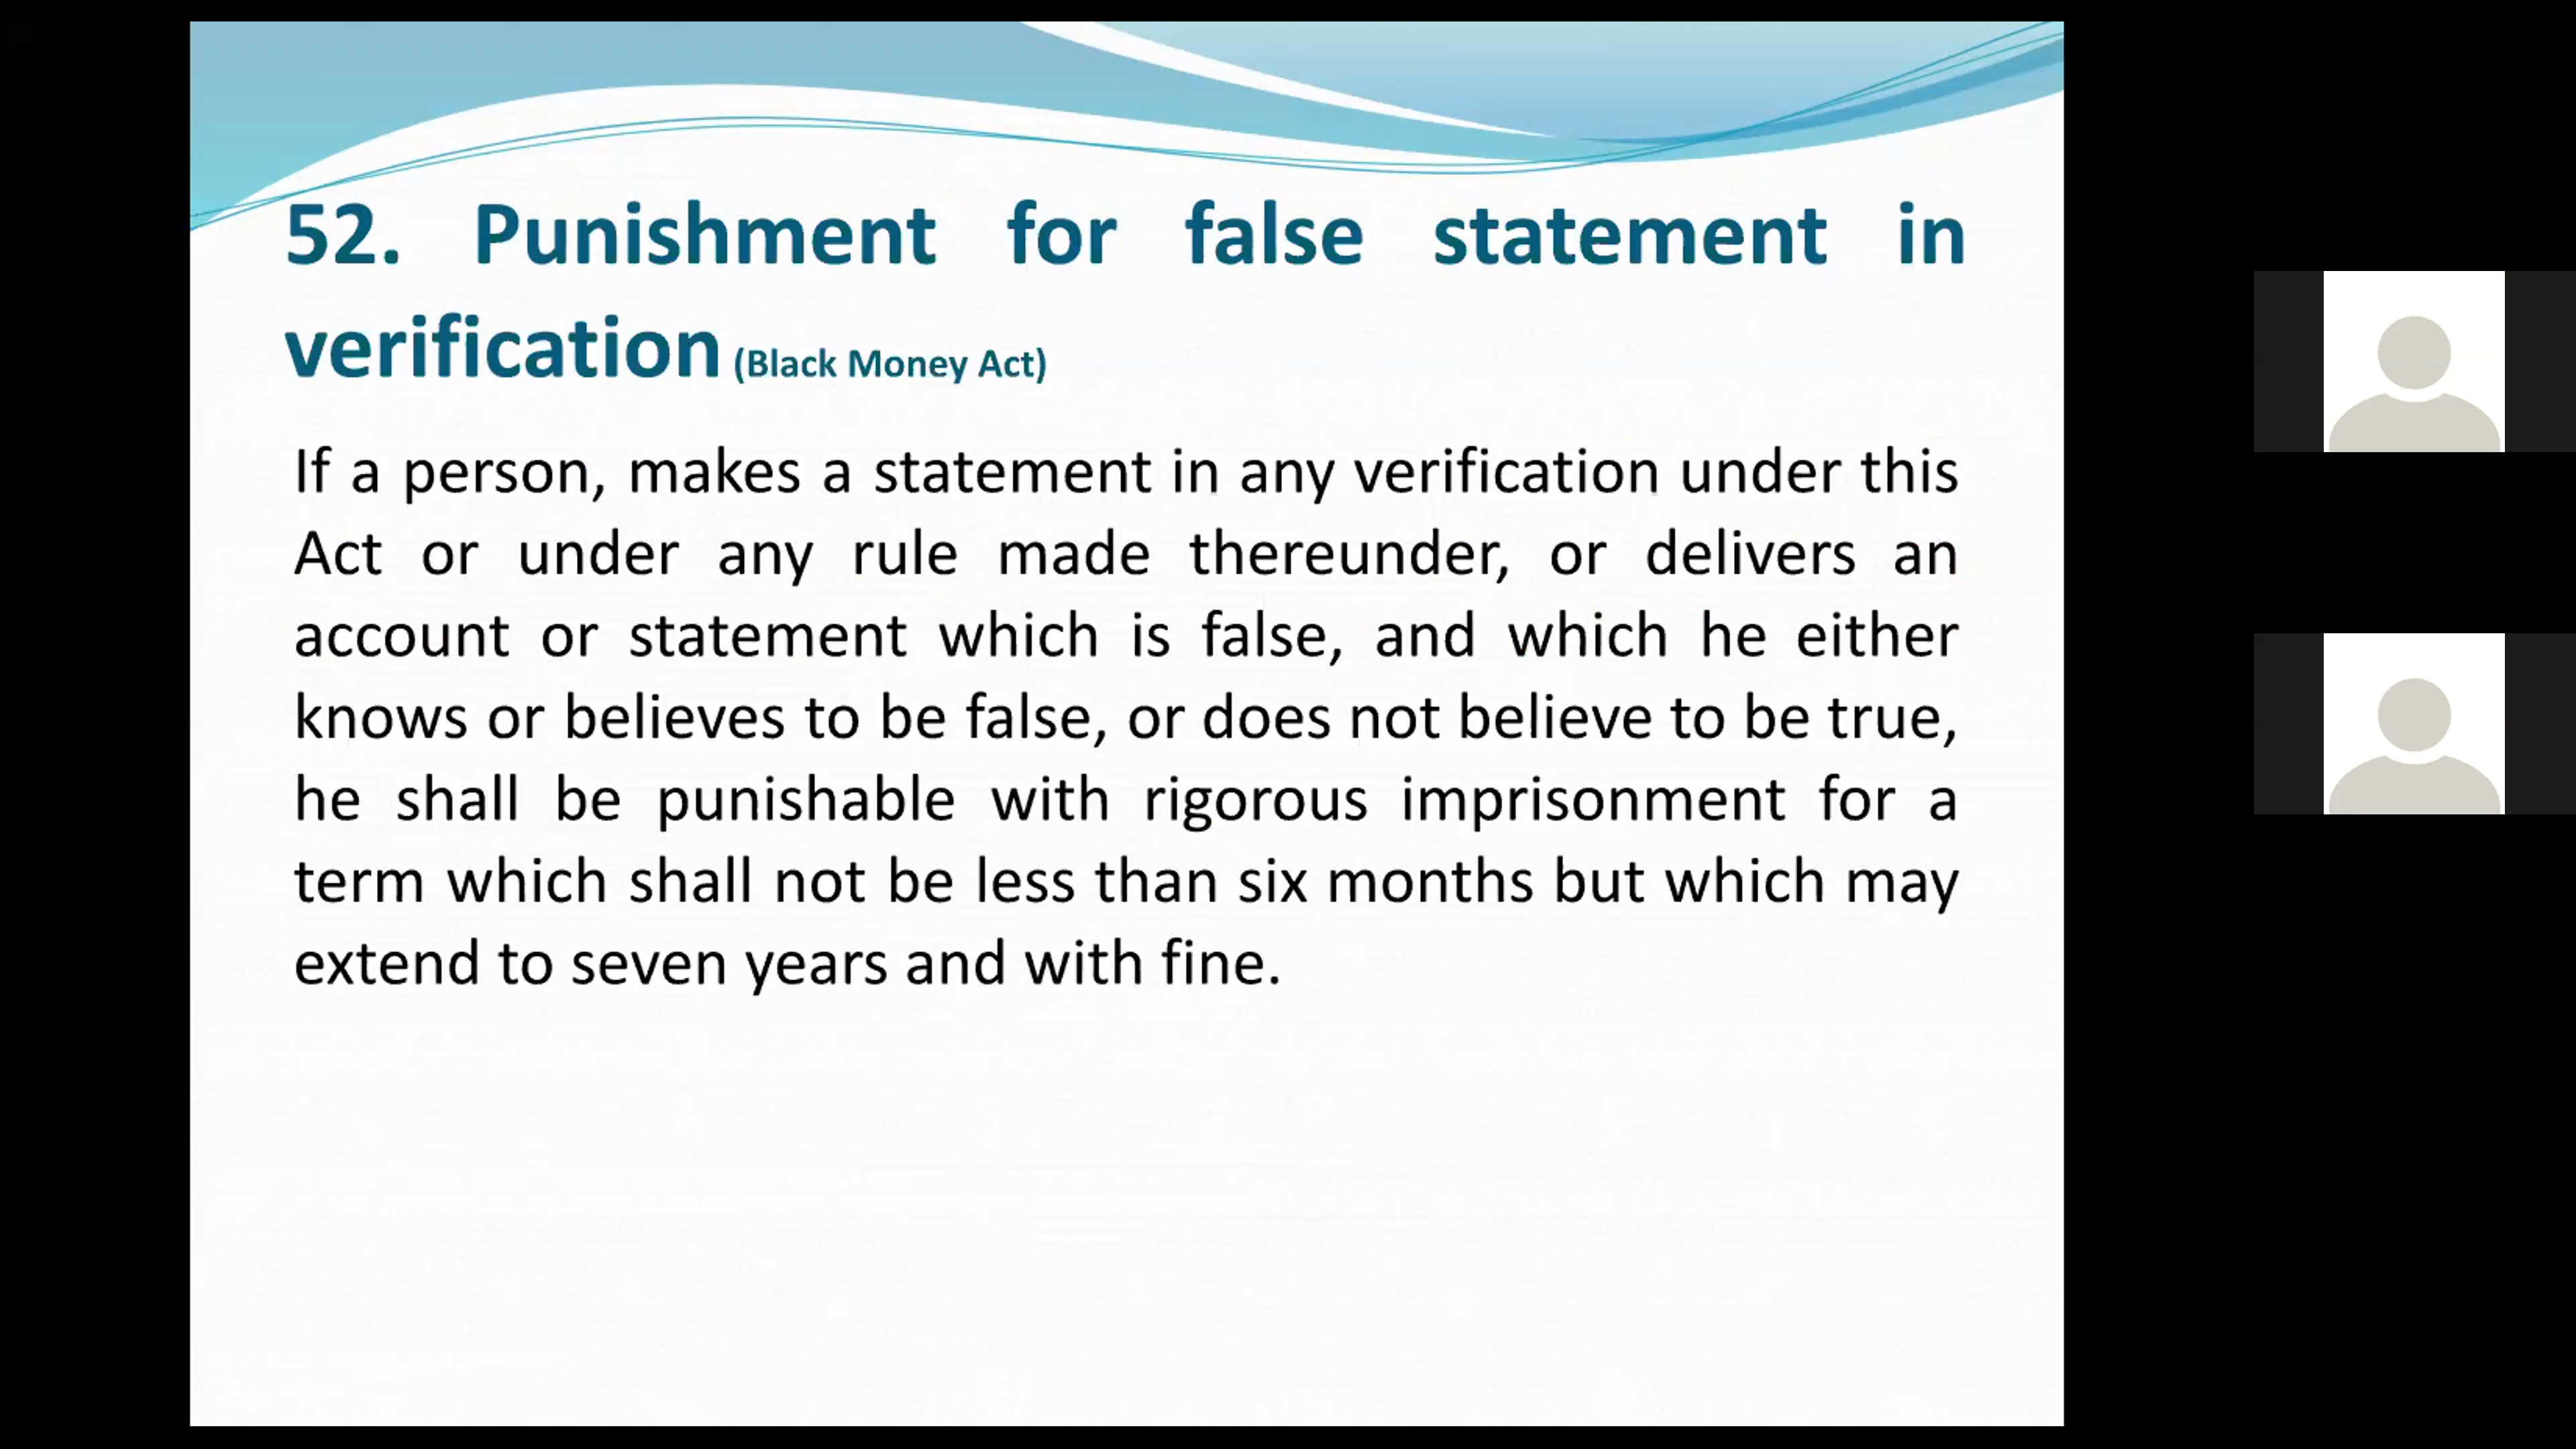 52. Punishment for false statement in
verification (Black Money Act)
If a person, makes a statement in any verification under this
Act or under any rule made thereunder, or delivers an
account or statement which is false, and which he either
knows or believes to be false, or does not believe to be true,
he shall be punishable with rigorous imprisonment for a
term which shall not be less than six months but which may
extend to seven years and with fine.